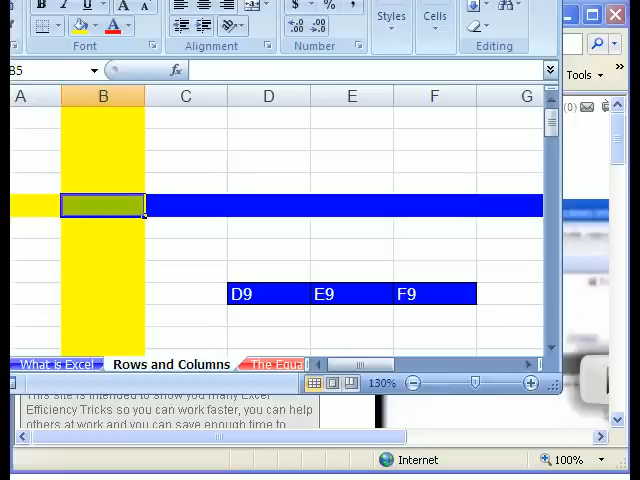 B I U A A
$ % ,
Styles Cells
Font Alignment Number Editing
B5 fx
Tools »
A B C D E F G
(0)
D9 E9 F9
What is Excel Rows and Columns The Equa
130%
This site is intended to show you many Excel
Efficiency Tricks so you can work faster, you can help
others at work and you can save enough time to
Internet 100%